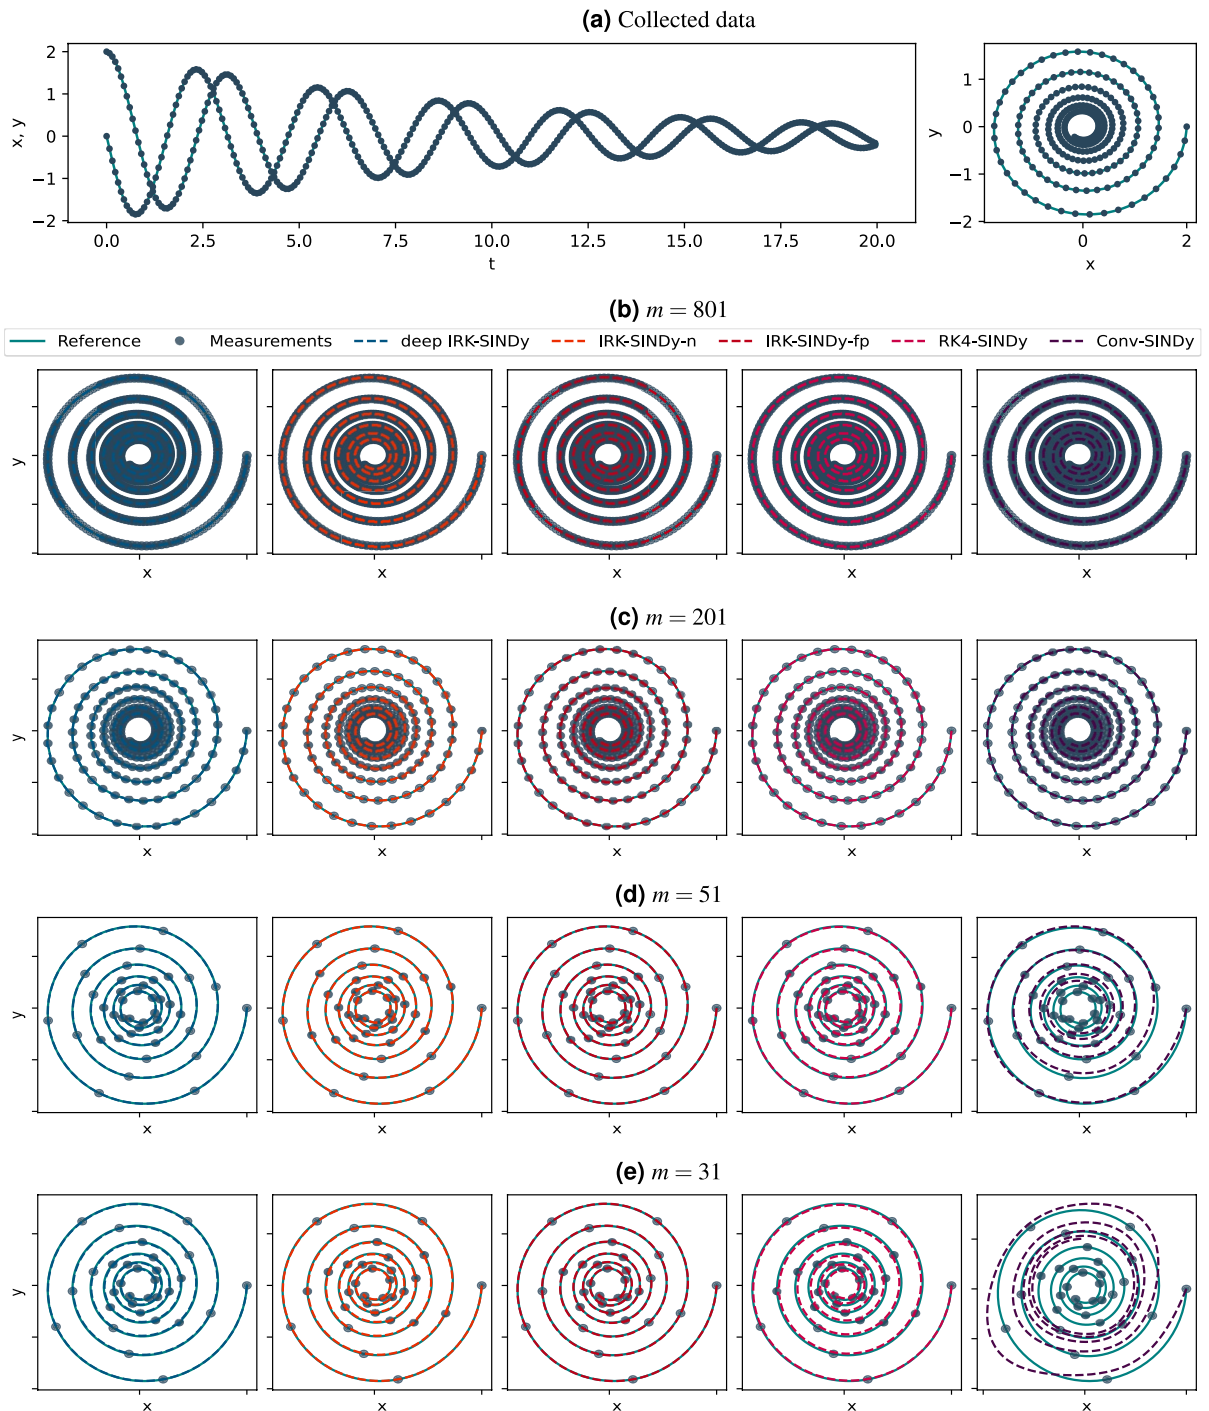 (a) Collected data
2
1
0
−1
−2
x, y
0.0 2.5 5.0 7.5 10.0 12.5 15.0 17.5 20.0
t
1
0
−1
−2
y
0 2
x
(b) m = 801
Reference Measurements deep IRK-SINDy IRK-SINDy-n IRK-SINDy-fp RK4-SINDy Conv-SINDy
y
x x x x x
(c) m = 201
y
x x x x x
(d) m = 51
y
x x x x x
(e) m = 31
y
x x x x x